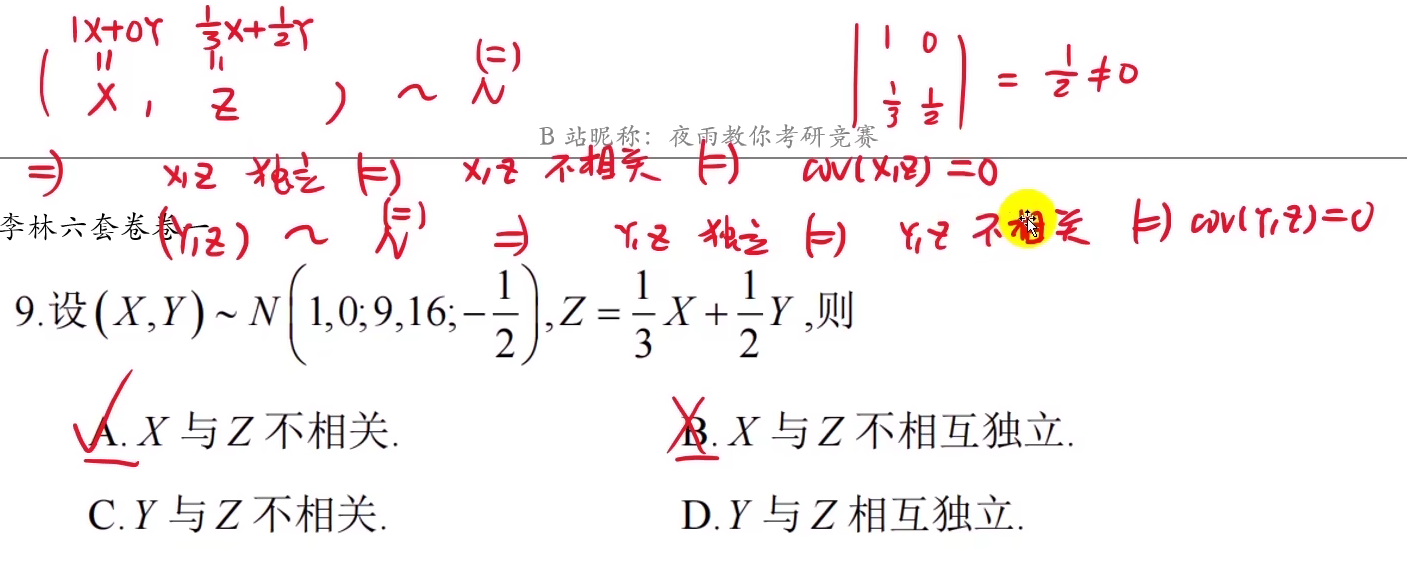 1X+0Y 1/3X+1/2Y
(X, Z) ~ N(二) |1 0; 1/3 1/2| = 1/2 ≠ 0
B 站昵称：夜雨教你考研竞赛
⇒ X,Z 独立 (=) X,Z 不相关 (=) cov(X,Z)=0
李林六套卷卷一 (Y,Z) ~ N(二) ⇒ Y,Z 独立 (=) Y,Z 不相关 (=) cov(Y,Z)=0
9.设(X,Y)~N(1,0;9,16;-1/2),Z=1/3X+1/2Y,则
A. X 与 Z 不相关. B. X 与 Z 不相互独立.
C. Y 与 Z 不相关. D. Y 与 Z 相互独立.